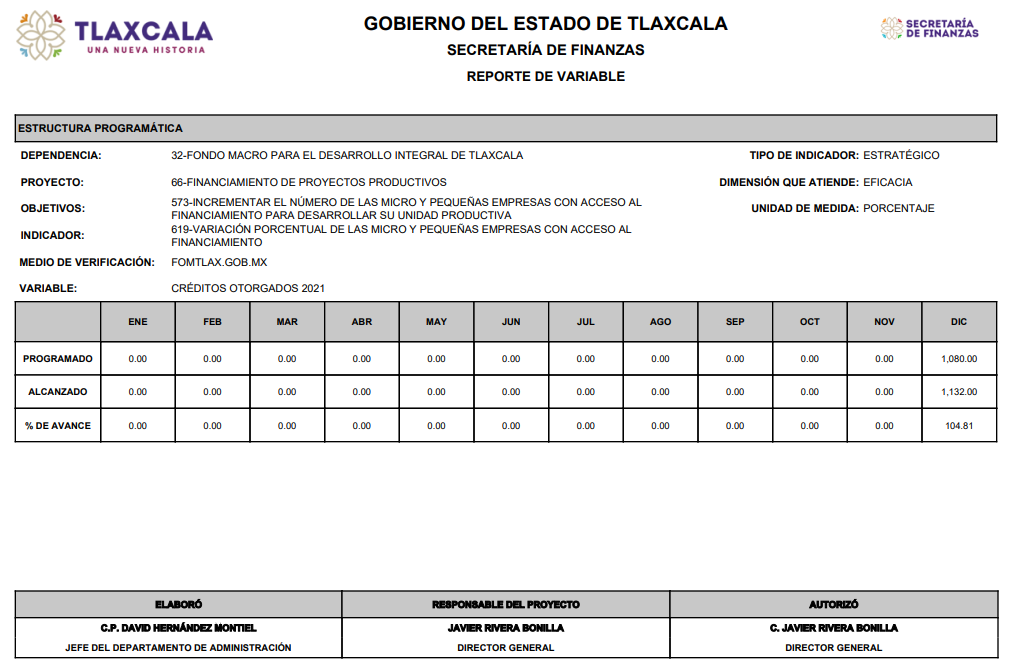 TLAXCALA
UNA NUEVA HISTORIA
GOBIERNO DEL ESTADO DE TLAXCALA
SECRETARÍA DE FINANZAS
REPORTE DE VARIABLE
SECRETARÍA
DE FINANZAS
ESTRUCTURA PROGRAMÁTICA
DEPENDENCIA: 32-FONDO MACRO PARA EL DESARROLLO INTEGRAL DE TLAXCALA TIPO DE INDICADOR: ESTRATÉGICO
PROYECTO: 66-FINANCIAMIENTO DE PROYECTOS PRODUCTIVOS DIMENSIÓN QUE ATIENDE: EFICACIA
OBJETIVOS: 573-INCREMENTAR EL NÚMERO DE LAS MICRO Y PEQUEÑAS EMPRESAS CON ACCESO AL UNIDAD DE MEDIDA: PORCENTAJE
FINANCIAMIENTO PARA DESARROLLAR SU UNIDAD PRODUCTIVA
INDICADOR: 619-VARIACIÓN PORCENTUAL DE LAS MICRO Y PEQUEÑAS EMPRESAS CON ACCESO AL
FINANCIAMIENTO
MEDIO DE VERIFICACIÓN: FOMTLAX.GOB.MX
VARIABLE: CRÉDITOS OTORGADOS 2021
ENE FEB MAR ABR MAY JUN JUL AGO SEP OCT NOV DIC
PROGRAMADO 0.00 0.00 0.00 0.00 0.00 0.00 0.00 0.00 0.00 0.00 0.00 1,080.00
ALCANZADO 0.00 0.00 0.00 0.00 0.00 0.00 0.00 0.00 0.00 0.00 0.00 1,132.00
% DE AVANCE 0.00 0.00 0.00 0.00 0.00 0.00 0.00 0.00 0.00 0.00 0.00 104.81
ELABORÓ RESPONSABLE DEL PROYECTO AUTORIZÓ
C.P. DAVID HERNÁNDEZ MONTIEL JAVIER RIVERA BONILLA C. JAVIER RIVERA BONILLA
JEFE DEL DEPARTAMENTO DE ADMINISTRACIÓN DIRECTOR GENERAL DIRECTOR GENERAL